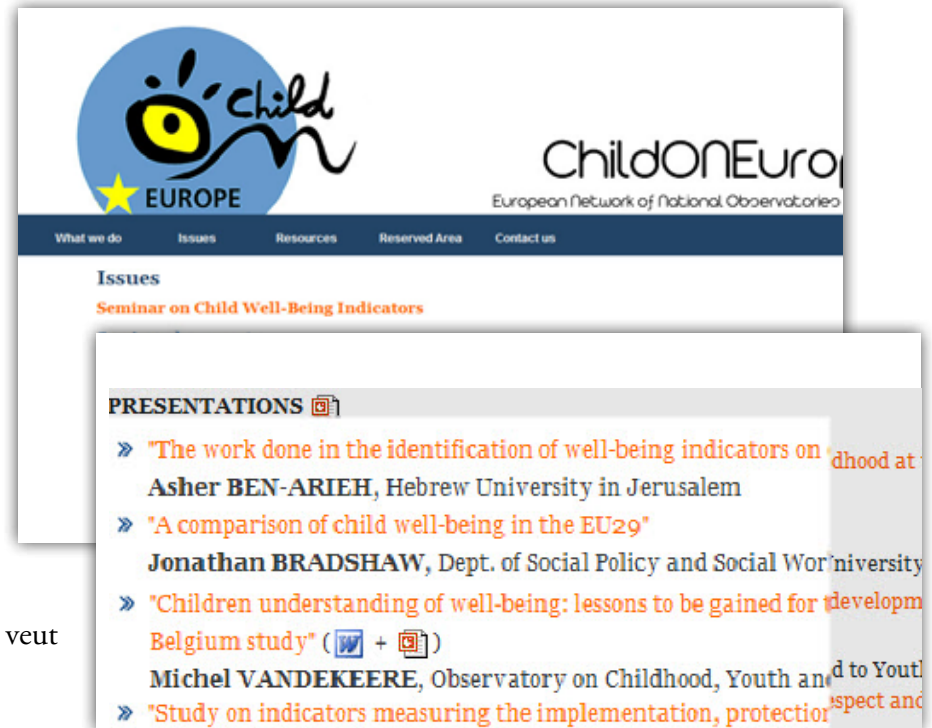 Child
ON
EUROPE
ChildONEurop
European Network of National Observatories
What we do Issues Resources Reserved Area Contact us
Issues
Seminar on Child Well-Being Indicators
PRESENTATIONS
» "The work done in the identification of well-being indicators on
dhood at
Asher BEN-ARIEH, Hebrew University in Jerusalem
» "A comparison of child well-being in the EU29"
Jonathan BRADSHAW, Dept. of Social Policy and Social Wor
niversity
» "Children understanding of well-being: lessons to be gained for
developm
Belgium study" ( + )
veut
Michel VANDEKEERE, Observatory on Childhood, Youth and
d to Youth
» "Study on indicators measuring the implementation, protection
spect and